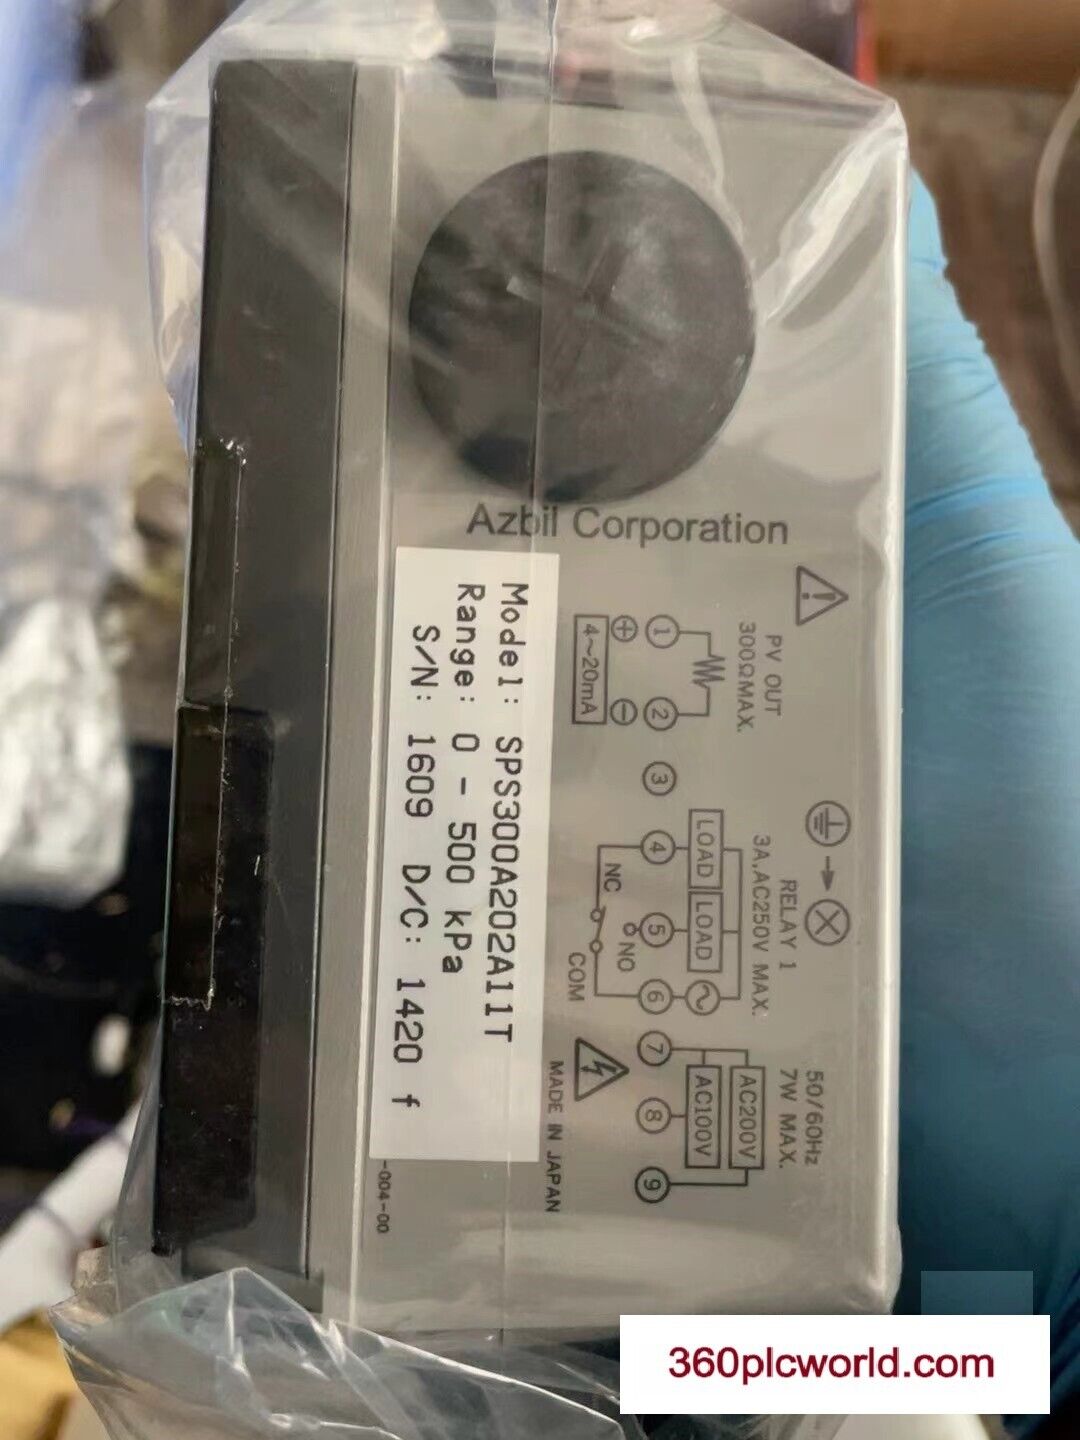 Azbil Corporation
PV OUT
300ΩMAX.
1
2
⊕
4~20mA
⊖
3
RELAY 1
3A,AC250V MAX.
LOAD
LOAD
4
5
6
NC
NO
COM
50/60Hz
7W MAX.
AC200V
AC100V
7
8
9
MADE IN JAPAN
Model: SPS300A202A11T
Range: 0 - 500 kPa
S/N: 1609 D/C: 1420 f
-004-00
360plcworld.com